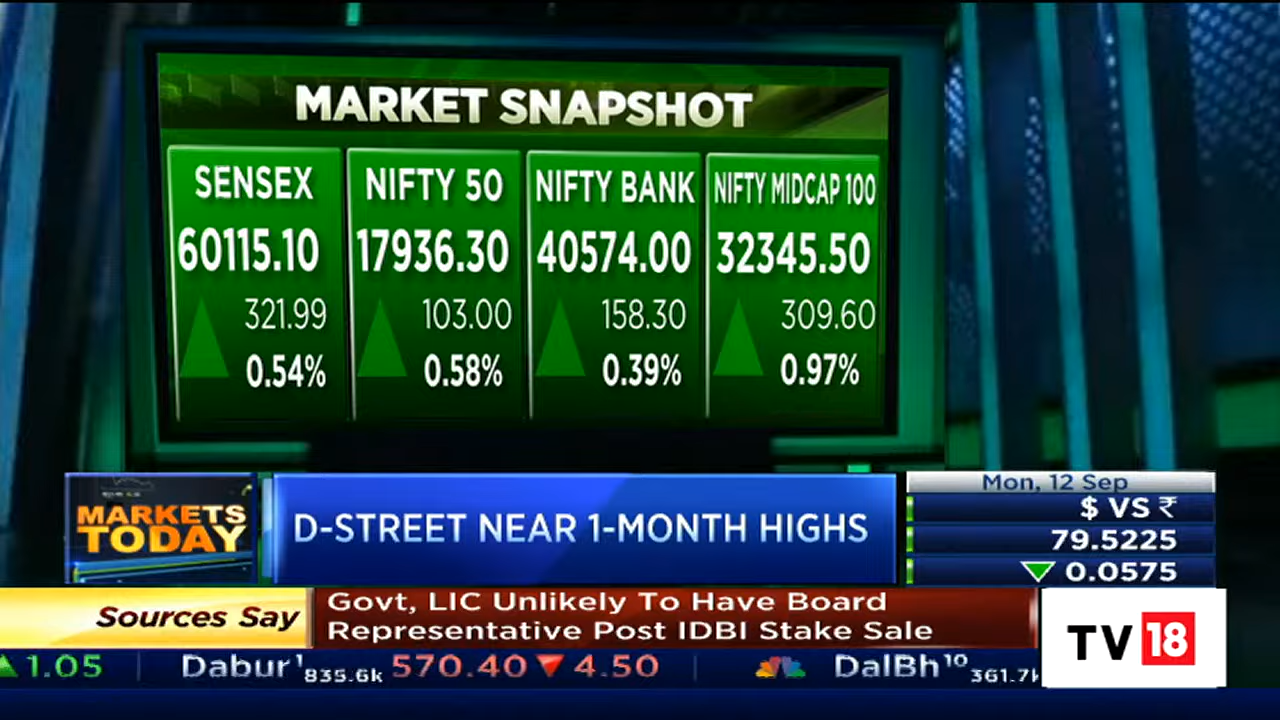 MARKET SNAPSHOT
SENSEX
60115.10
▲ 321.99
0.54%
NIFTY 50
17936.30
▲ 103.00
0.58%
NIFTY BANK
40574.00
▲ 158.30
0.39%
NIFTY MIDCAP 100
32345.50
▲ 309.60
0.97%
MARKETS
TODAY
D-STREET NEAR 1-MONTH HIGHS
Mon, 12 Sep
$ VS ₹
79.5225
▼ 0.0575
Sources Say
Govt, LIC Unlikely To Have Board
Representative Post IDBI Stake Sale
▲1.05 Dabur¹ 835.6k 570.40 ▼ 4.50 DalBh¹⁰ 361.7k
TV18